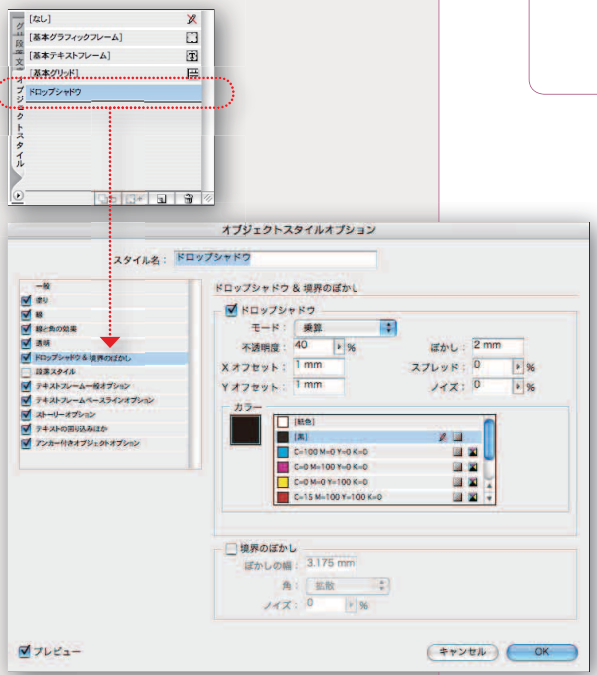 [なし]
[基本グラフィックフレーム]
[基本テキストフレーム]
[基本グリッド]
ドロップシャドウ
オブジェクトスタイル
オブジェクトスタイルオプション
スタイル名： ドロップシャドウ
一般
塗り
線
線と角の効果
透明
ドロップシャドウ & 境界のぼかし
段落スタイル
テキストフレーム一般オプション
テキストフレームベースラインオプション
ストーリーオプション
テキストの回り込みほか
アンカー付きオブジェクトオプション
ドロップシャドウ & 境界のぼかし
ドロップシャドウ
モード： 乗算
不透明度： 40 % ぼかし： 2 mm
X オフセット： 1 mm スプレッド： 0 %
Y オフセット： 1 mm ノイズ： 0 %
カラー
[紙色]
[黒]
C=100 M=0 Y=0 K=0
C=0 M=100 Y=0 K=0
C=0 M=0 Y=100 K=0
C=15 M=100 Y=100 K=0
境界のぼかし
ぼかしの幅： 3.175 mm
角： 拡散
ノイズ： 0 %
プレビュー
キャンセル OK